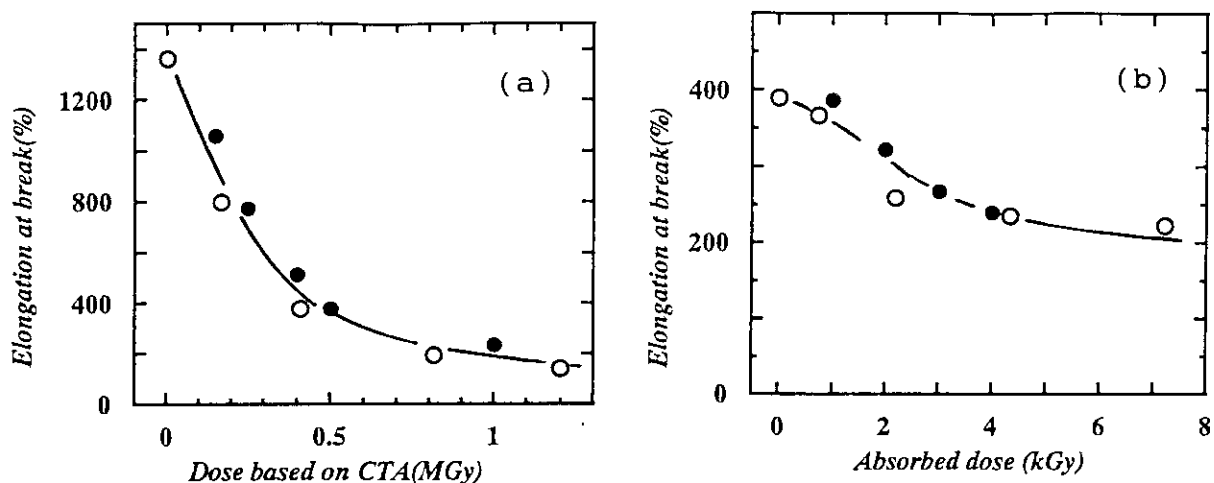 (a)
Elongation at break(%)
1200
800
400
0
0
0.5
1
Dose based on CTA(MGy)
(b)
Elongation at break(%)
400
200
0
0
2
4
6
8
Absorbed dose (kGy)